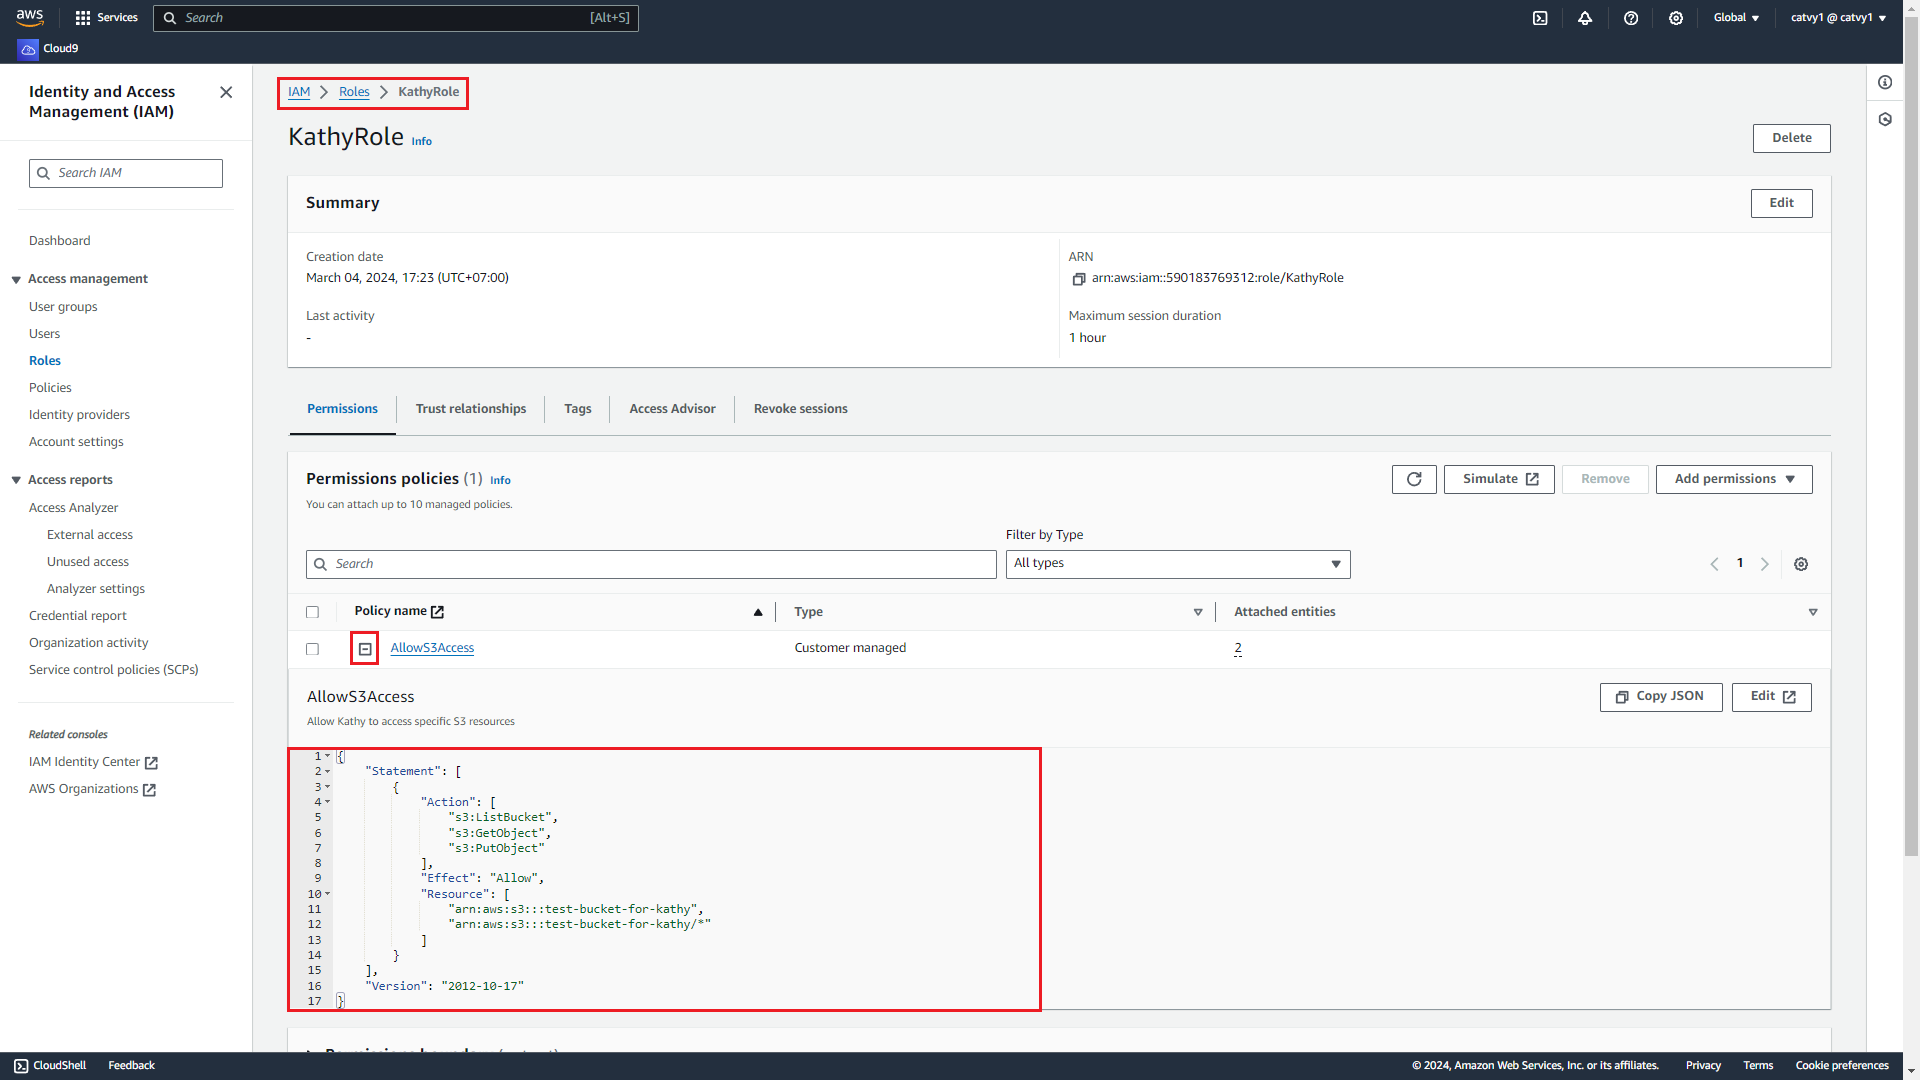 aws
Services
Search
[Alt+S]
Global
catvy1 @ catvy1
Cloud9
Identity and Access
Management (IAM)
Search IAM
Dashboard
Access management
User groups
Users
Roles
Policies
Identity providers
Account settings
Access reports
Access Analyzer
External access
Unused access
Analyzer settings
Credential report
Organization activity
Service control policies (SCPs)
Related consoles
IAM Identity Center
AWS Organizations
IAM > Roles > KathyRole
KathyRole Info
Delete
Summary
Edit
Creation date
March 04, 2024, 17:23 (UTC+07:00)
ARN
arn:aws:iam::590183769312:role/KathyRole
Last activity
-
Maximum session duration
1 hour
Permissions
Trust relationships
Tags
Access Advisor
Revoke sessions
Permissions policies (1) Info
You can attach up to 10 managed policies.
Simulate
Remove
Add permissions
Filter by Type
Search
All types
1
Policy name
Type
Attached entities
AllowS3Access
Customer managed
2
AllowS3Access
Allow Kathy to access specific S3 resources
Copy JSON
Edit
1 {
2 "Statement": [
3 {
4 "Action": [
5 "s3:ListBucket",
6 "s3:GetObject",
7 "s3:PutObject"
8 ],
9 "Effect": "Allow",
10 "Resource": [
11 "arn:aws:s3:::test-bucket-for-kathy",
12 "arn:aws:s3:::test-bucket-for-kathy/*"
13 ]
14 }
15 ],
16 "Version": "2012-10-17"
17 }
CloudShell
Feedback
© 2024, Amazon Web Services, Inc. or its affiliates.
Privacy
Terms
Cookie preferences